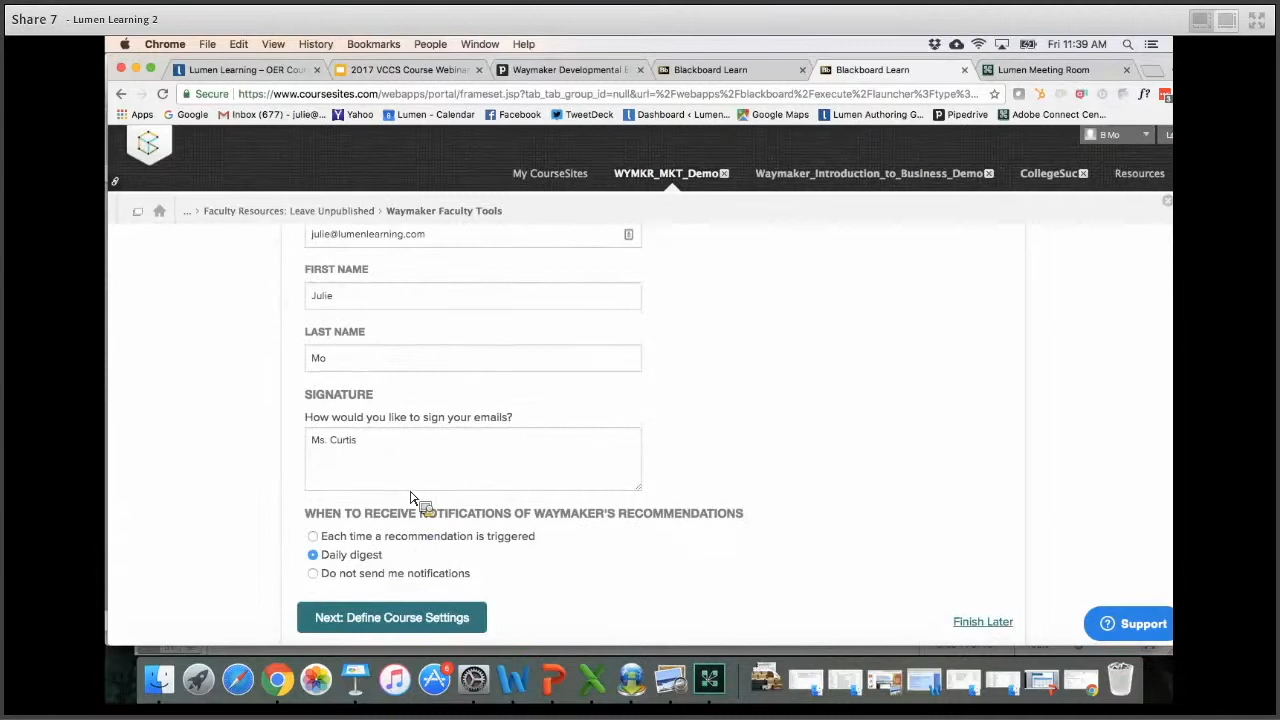 Share 7 - Lumen Learning 2
Chrome File Edit View History Bookmarks People Window Help Fri 11:39 AM
Lumen Learning – OER Cou 2017 VCCS Course Webinar Waymaker Developmental E Blackboard Learn Blackboard Learn Lumen Meeting Room
Secure https://www.coursesites.com/webapps/portal/frameset.jsp?tab_tab_group_id=null&url=%2Fwebapps%2Fblackboard%2Fexecute%2Flauncher%3Ftype%3...
Apps Google Inbox (677) - julie@... Yahoo Lumen - Calendar Facebook TweetDeck Dashboard ‹ Lumen... Google Maps Lumen Authoring G... Pipedrive Adobe Connect Cen...
B Mo
My CourseSites WYMKR_MKT_Demo Waymaker_Introduction_to_Business_Demo CollegeSuc Resources
... › Faculty Resources: Leave Unpublished › Waymaker Faculty Tools
julie@lumenlearning.com
FIRST NAME
Julie
LAST NAME
Mo
SIGNATURE
How would you like to sign your emails?
Ms. Curtis
WHEN TO RECEIVE NOTIFICATIONS OF WAYMAKER'S RECOMMENDATIONS
Each time a recommendation is triggered
Daily digest
Do not send me notifications
Next: Define Course Settings
Finish Later
Support